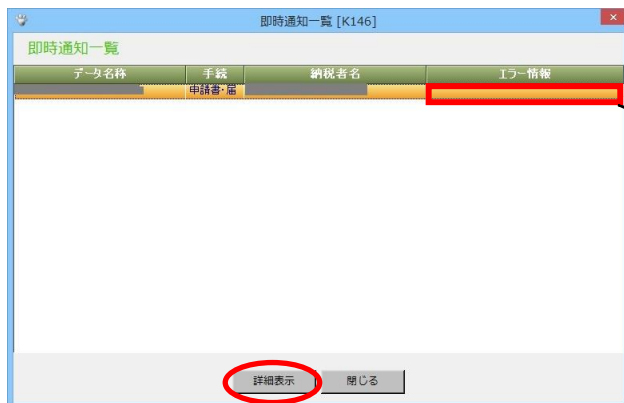 即時通知一覧 [K146]
即時通知一覧
データ名称 手続 納税者名 エラー情報
申請書・届
詳細表示 閉じる